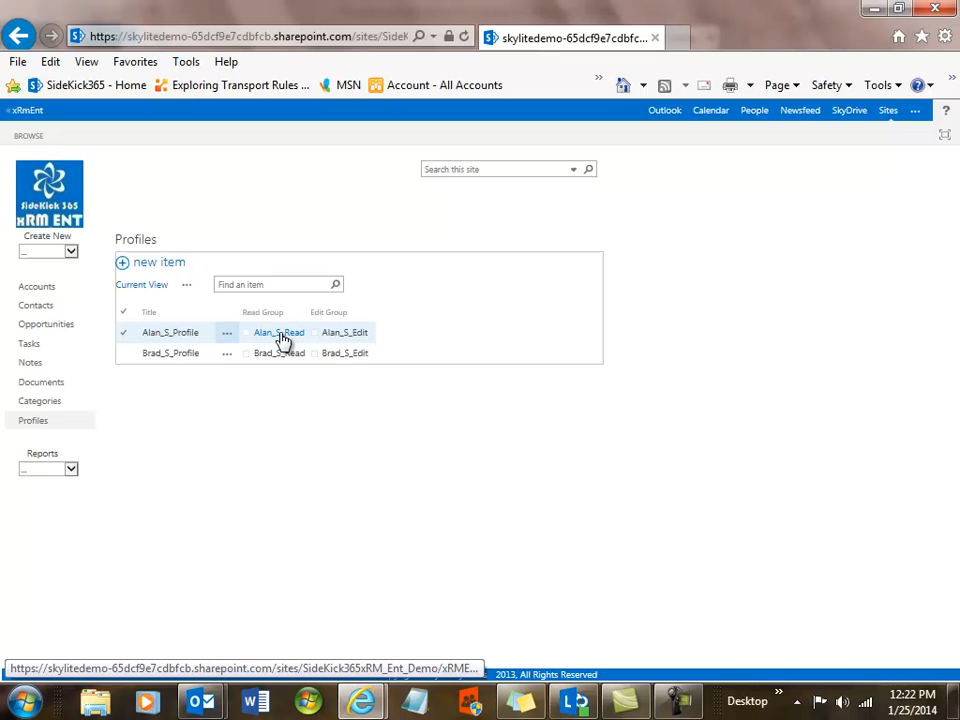 https://skylitedemo-65dcf9e7cdbfcb.sharepoint.com/sites/SideK
skylitedemo-65dcf9e7cdbfc...
File Edit View Favorites Tools Help
SideKick365 - Home
Exploring Transport Rules ...
MSN
Account - All Accounts
Page
Safety
Tools
xRmEnt
Outlook Calendar People Newsfeed SkyDrive Sites ... ?
BROWSE
SideKick 365
xRM ENT
Search this site
Create New
_
Profiles
new item
Current View ... Find an item
Title Read Group Edit Group
Alan_S_Profile ... Alan_S_Read Alan_S_Edit
Brad_S_Profile ... Brad_S_Read Brad_S_Edit
Accounts
Contacts
Opportunities
Tasks
Notes
Documents
Categories
Profiles
Reports
_
https://skylitedemo-65dcf9e7cdbfcb.sharepoint.com/sites/SideKick365xRM_Ent_Demo/xRME...
2013, All Rights Reserved
Desktop
12:22 PM
1/25/2014